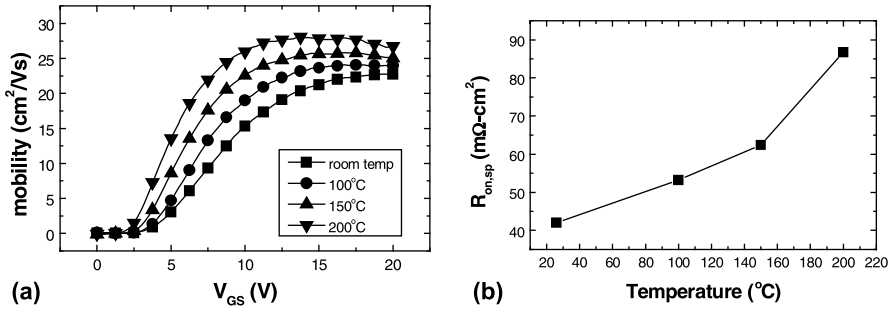 30
25
20
15
10
5
0
mobility (cm²/Vs)
room temp
100°C
150°C
200°C
0 5 10 15 20
V_GS (V)
(a)
90
80
70
60
50
40
R_on,sp (mΩ-cm²)
20 40 60 80 100 120 140 160 180 200 220
Temperature (°C)
(b)